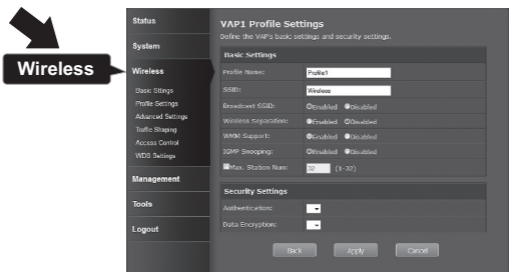 Wireless
Status
System
Wireless
Basic Sttings
Profile Settings
Advanced Settings
Traffic Shaping
Access Control
WDS Settings
Management
Tools
Logout
VAP1 Profile Settings
Define the VAP's basic settings and security settings.
Basic Settings
Profile Name: Profile1
SSID: Wireless
Broadcast SSID: Enabled Disabled
Wireless Separation: Enabled Disabled
WMM Support: Enabled Disabled
IGMP Snooping: Enabled Disabled
Max. Station Num: 32 (1-32)
Security Settings
Authentication:
Data Encryption:
Back Apply Cancel